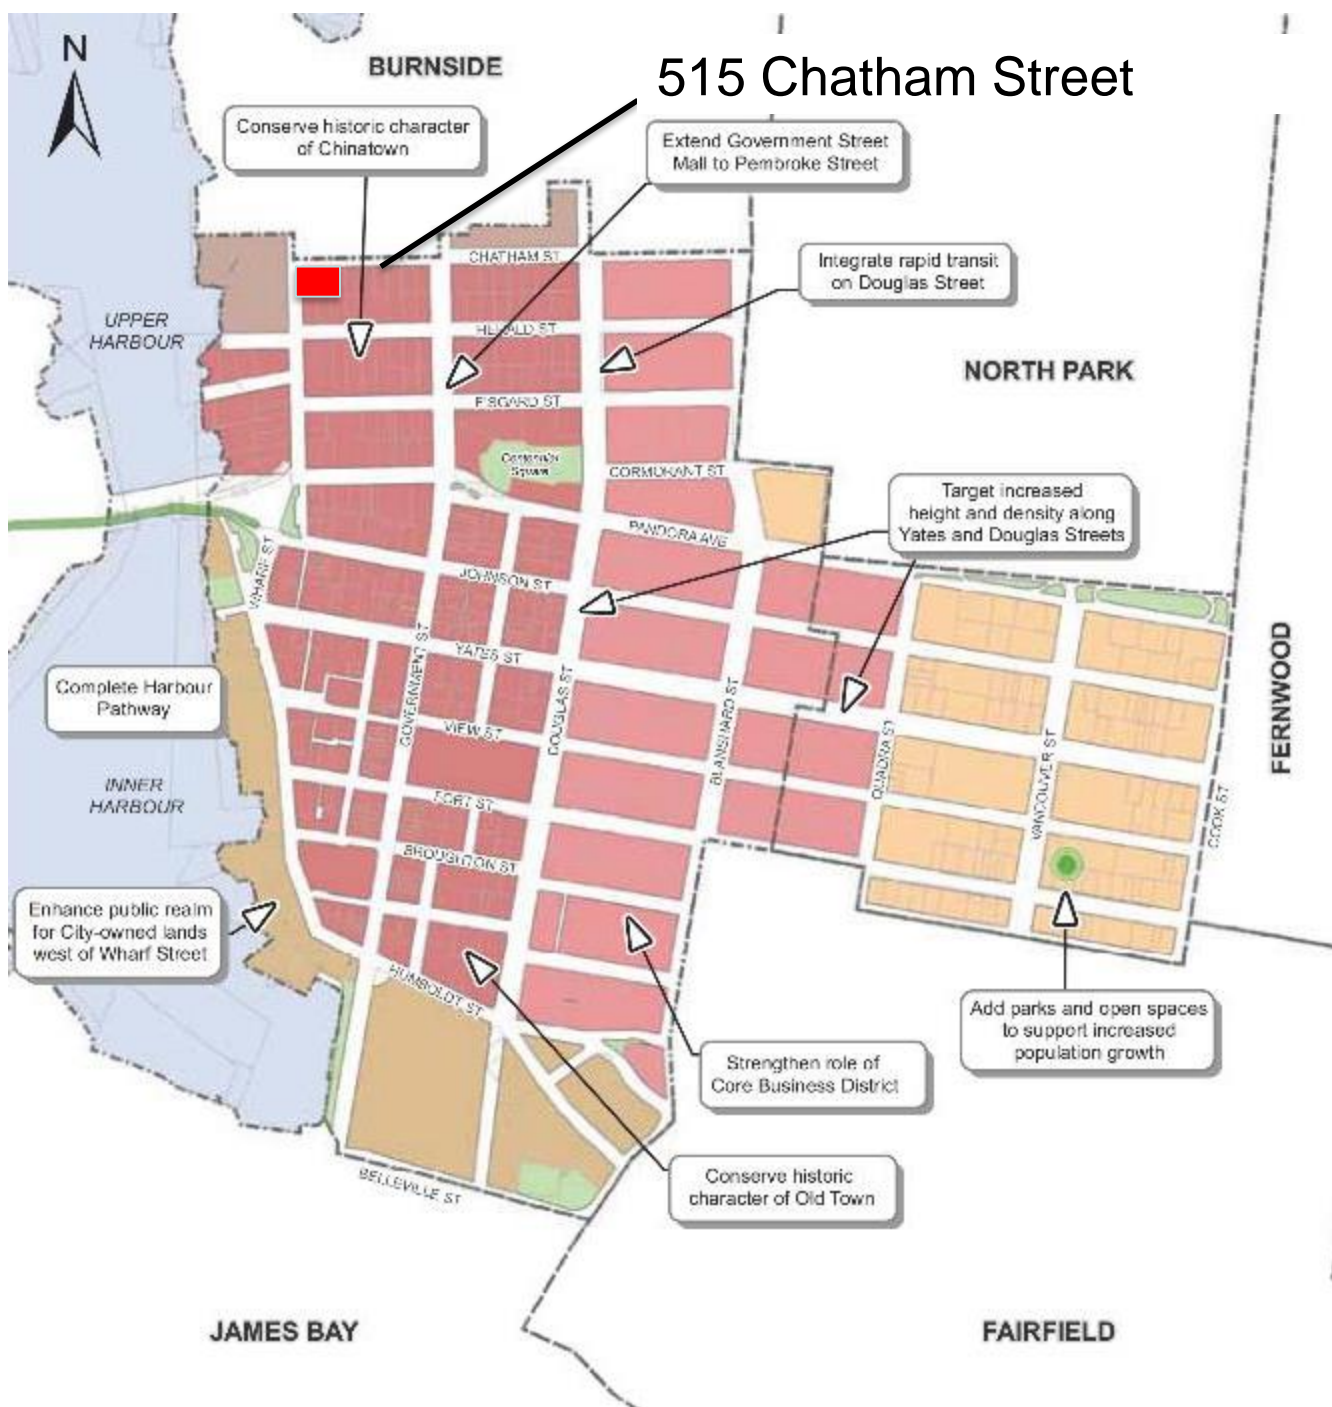 N
BURNSIDE
515 Chatham Street
Conserve historic character
of Chinatown
Extend Government Street
Mall to Pembroke Street
CHATHAM ST
Integrate rapid transit
on Douglas Street
UPPER
HARBOUR
HERALD ST
NORTH PARK
FISGARD ST
Centennial
Square
CORMORANT ST
Target increased
height and density along
Yates and Douglas Streets
PANDORA AVE
WHARF ST
JOHNSON ST
YATES ST
GOVERNMENT ST
DOUGLAS ST
BLANSHARD ST
QUADRA ST
VANCOUVER ST
COOK ST
FERNWOOD
Complete Harbour
Pathway
VIEW ST
INNER
HARBOUR
FORT ST
BROUGHTON ST
Enhance public realm
for City-owned lands
west of Wharf Street
HUMBOLDT ST
Add parks and open spaces
to support increased
population growth
Strengthen role of
Core Business District
Conserve historic
character of Old Town
BELLEVILLE ST
JAMES BAY
FAIRFIELD